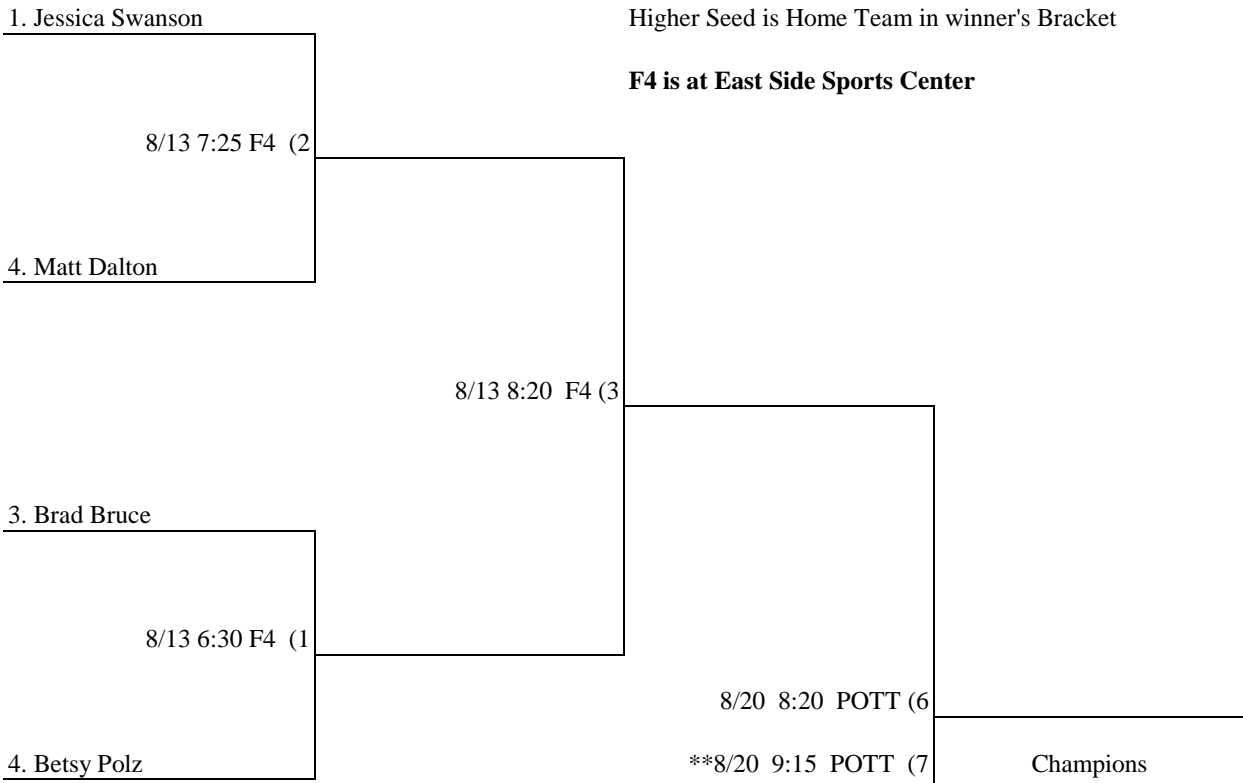 1. Jessica Swanson
Higher Seed is Home Team in winner's Bracket
F4 is at East Side Sports Center
8/13 7:25 F4  (2
4. Matt Dalton
8/13 8:20  F4 (3
3. Brad Bruce
8/13 6:30 F4  (1
8/20  8:20  POTT (6
4. Betsy Polz
**8/20  9:15  POTT  (7
Champions